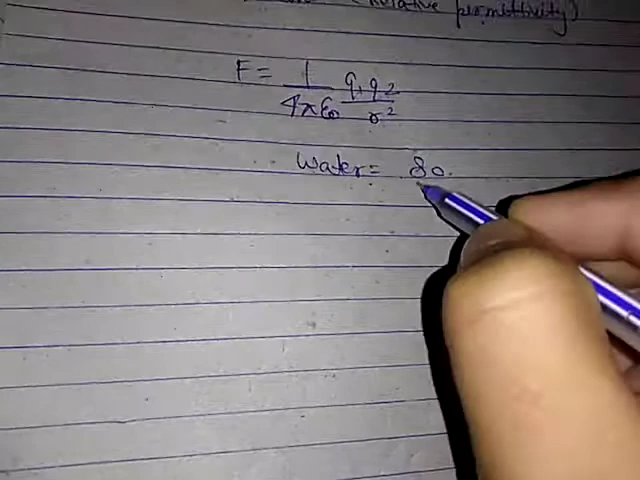 (Relative permittivity)
F = 1/4πε₀ q₁q₂/r²
Water = 80.